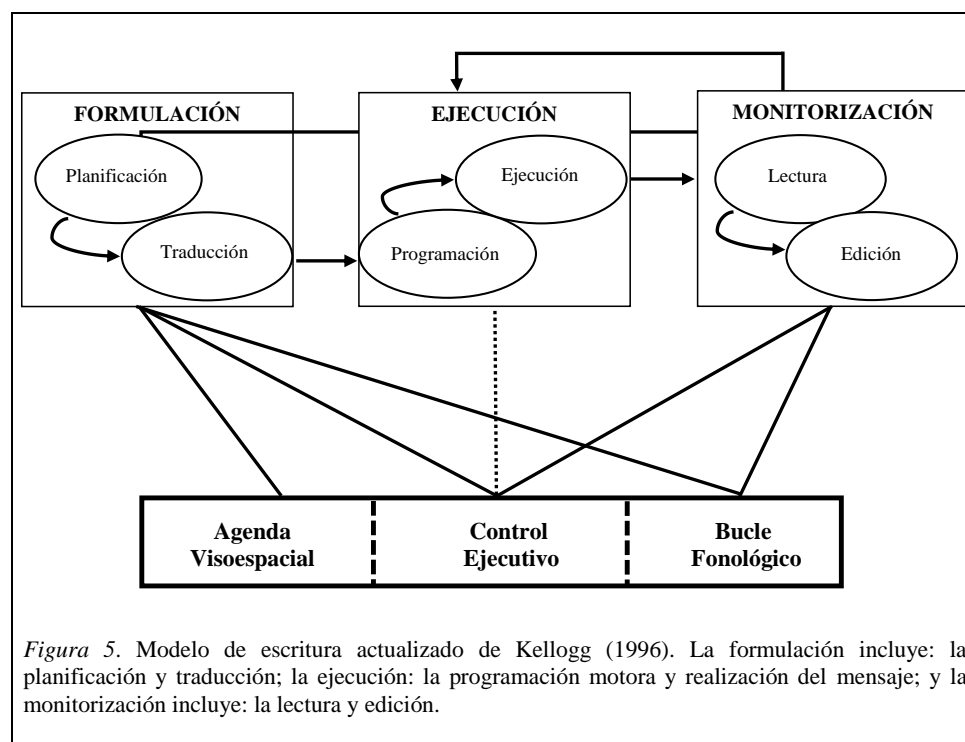 FORMULACIÓN
Planificación
Traducción
EJECUCIÓN
Ejecución
Programación
MONITORIZACIÓN
Lectura
Edición
Agenda
Visoespacial
Control
Ejecutivo
Bucle
Fonológico
Figura 5. Modelo de escritura actualizado de Kellogg (1996). La formulación incluye: la
planificación y traducción; la ejecución: la programación motora y realización del mensaje; y la
monitorización incluye: la lectura y edición.